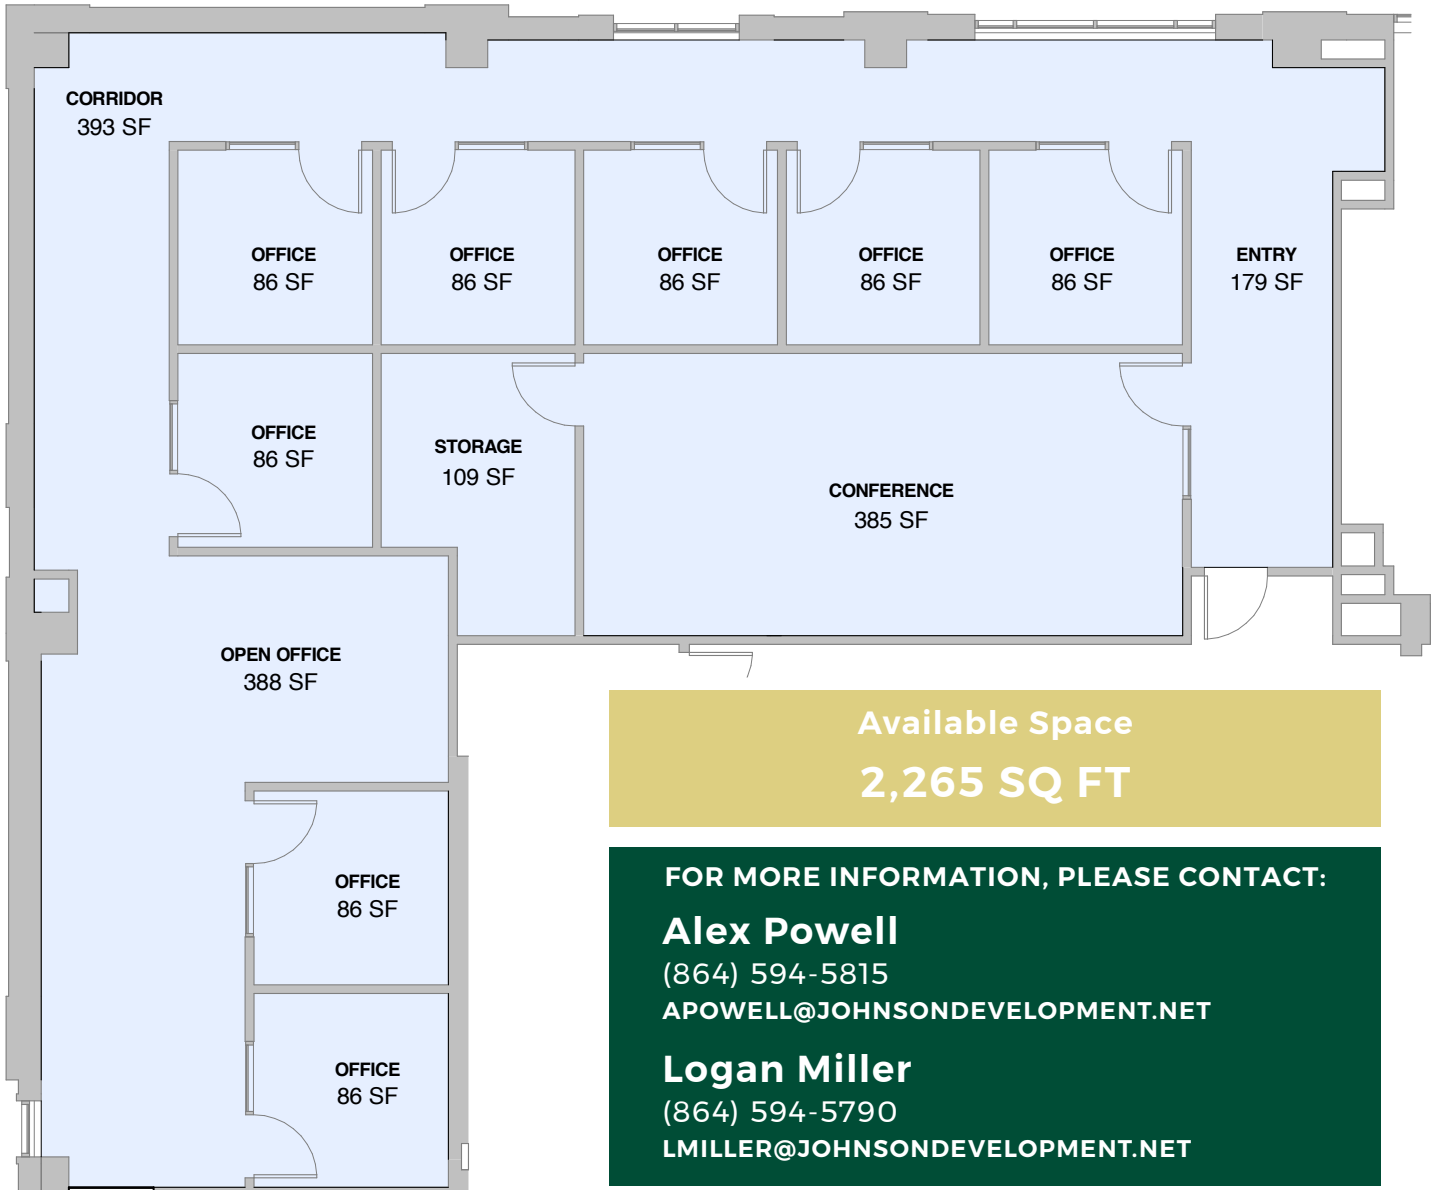 CORRIDOR
393 SF
OFFICE
86 SF
OFFICE
86 SF
OFFICE
86 SF
OFFICE
86 SF
OFFICE
86 SF
ENTRY
179 SF
OFFICE
86 SF
STORAGE
109 SF
CONFERENCE
385 SF
OPEN OFFICE
388 SF
OFFICE
86 SF
OFFICE
86 SF
Available Space
2,265 SQ FT
FOR MORE INFORMATION, PLEASE CONTACT:
Alex Powell
(864) 594-5815
APOWELL@JOHNSONDEVELOPMENT.NET
Logan Miller
(864) 594-5790
LMILLER@JOHNSONDEVELOPMENT.NET